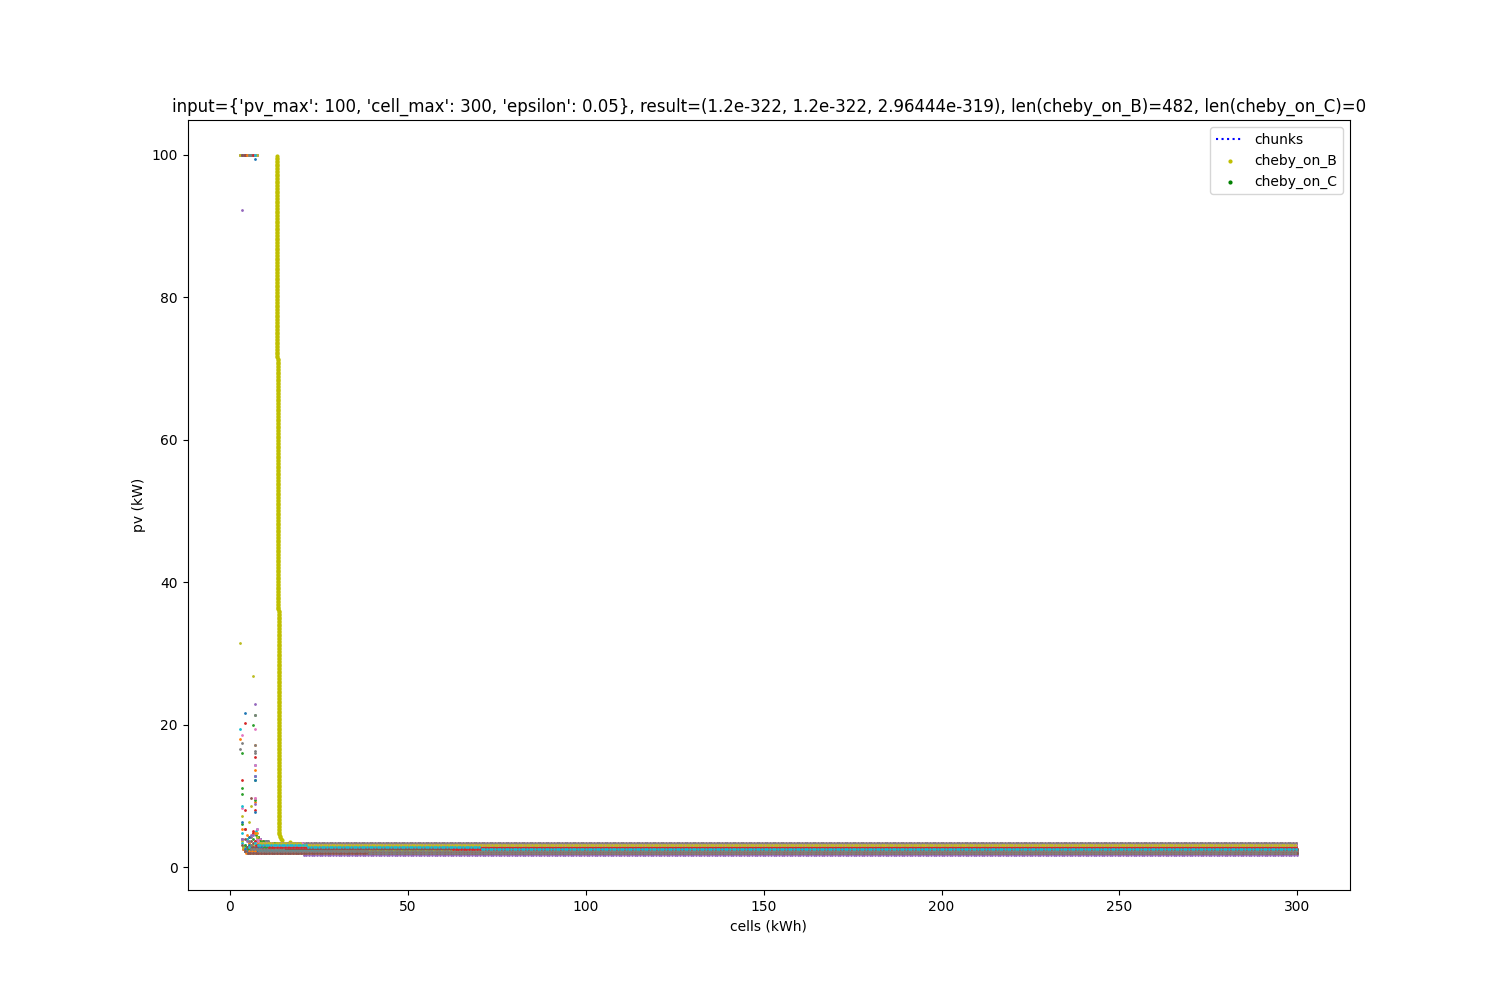 input={'pv_max': 100, 'cell_max': 300, 'epsilon': 0.05}, result=(1.2e-322, 1.2e-322, 2.96444e-319), len(cheby_on_B)=482, len(cheby_on_C)=0
chunks
cheby_on_B
cheby_on_C
100
80
60
40
20
0
pv (kW)
0 50 100 150 200 250 300
cells (kWh)